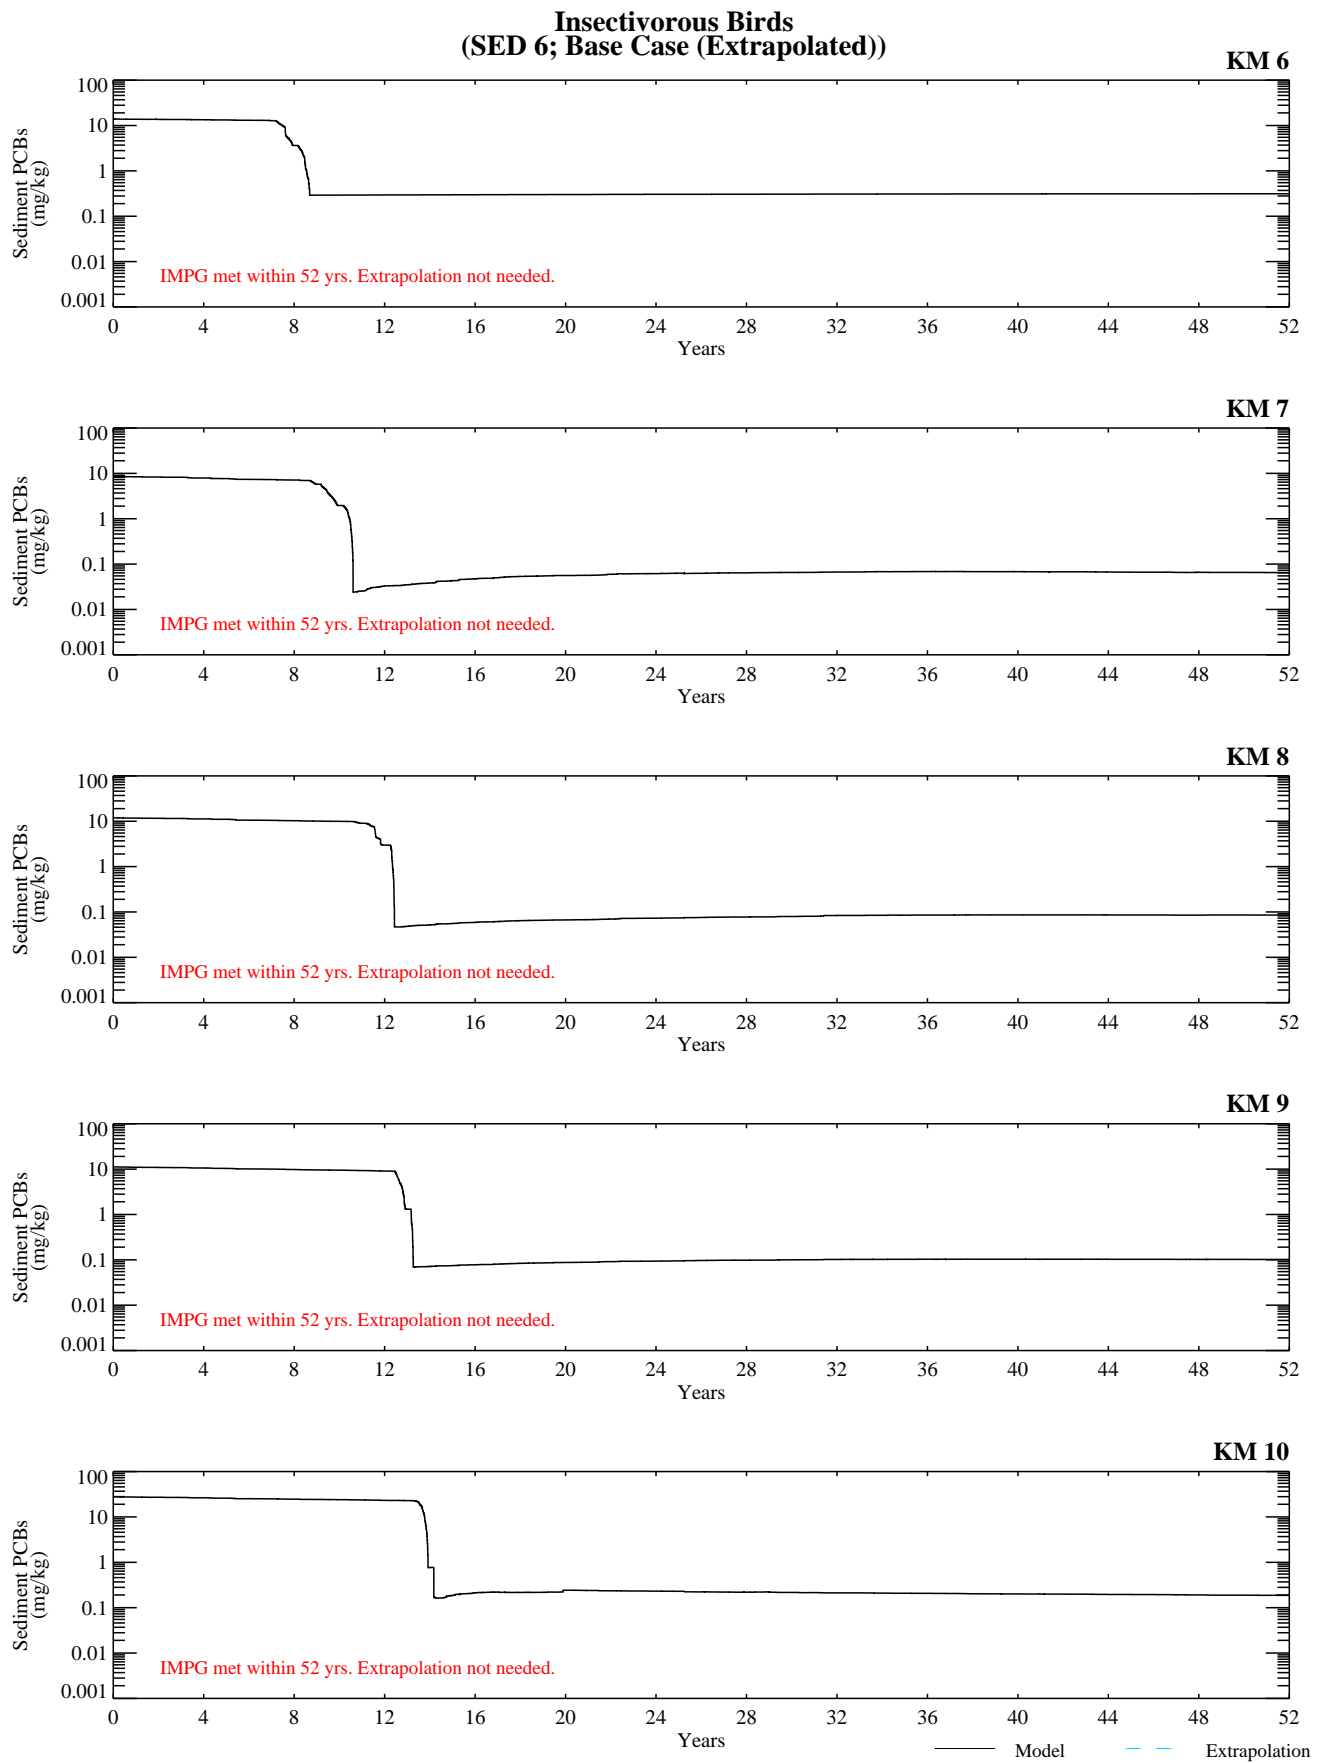 Insectivorous Birds
(SED 6; Base Case (Extrapolated))
KM 6
100
10
1
0.1
0.01
0.001
Sediment PCBs
(mg/kg)
IMPG met within 52 yrs. Extrapolation not needed.
0 4 8 12 16 20 24 28 32 36 40 44 48 52
Years
KM 7
100
10
1
0.1
0.01
0.001
Sediment PCBs
(mg/kg)
IMPG met within 52 yrs. Extrapolation not needed.
0 4 8 12 16 20 24 28 32 36 40 44 48 52
Years
KM 8
100
10
1
0.1
0.01
0.001
Sediment PCBs
(mg/kg)
IMPG met within 52 yrs. Extrapolation not needed.
0 4 8 12 16 20 24 28 32 36 40 44 48 52
Years
KM 9
100
10
1
0.1
0.01
0.001
Sediment PCBs
(mg/kg)
IMPG met within 52 yrs. Extrapolation not needed.
0 4 8 12 16 20 24 28 32 36 40 44 48 52
Years
KM 10
100
10
1
0.1
0.01
0.001
Sediment PCBs
(mg/kg)
IMPG met within 52 yrs. Extrapolation not needed.
0 4 8 12 16 20 24 28 32 36 40 44 48 52
Years
Model Extrapolation